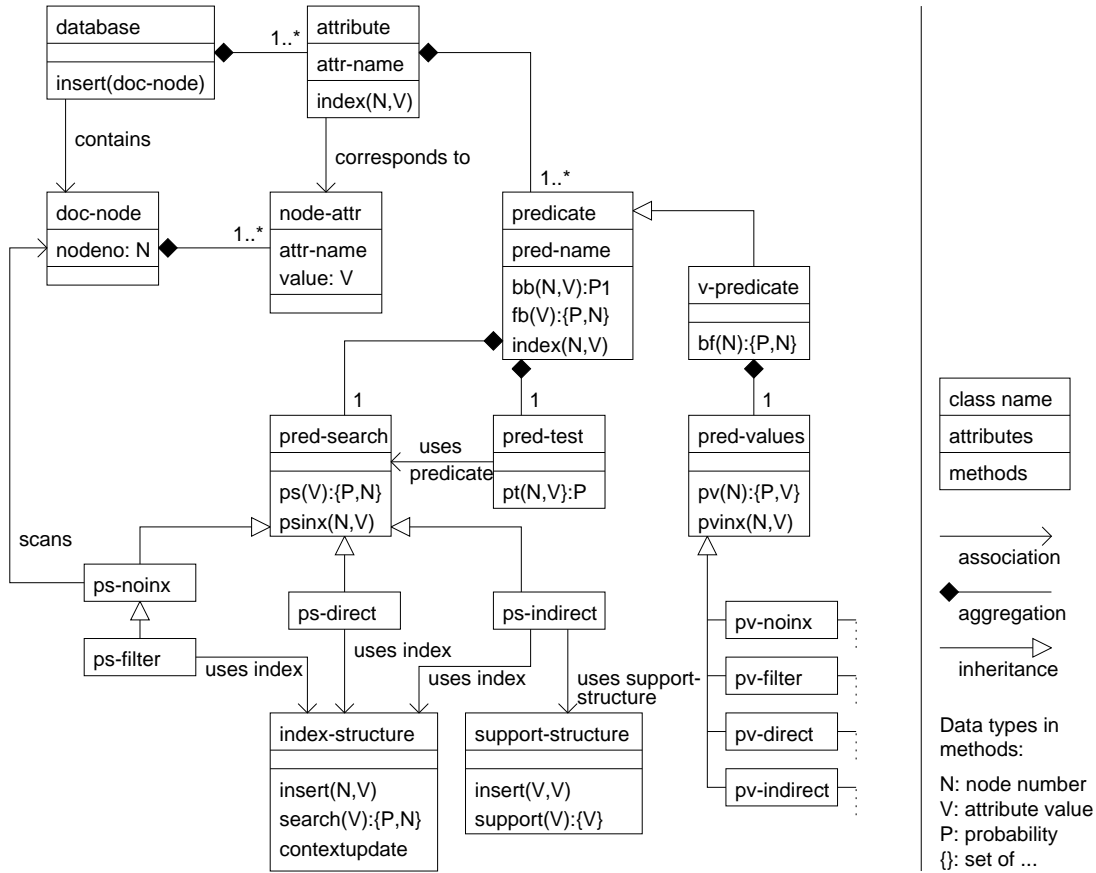 database
insert(doc-node)
1..*
attribute
attr-name
index(N,V)
contains
corresponds to
1..*
doc-node
nodeno: N
1..*
node-attr
attr-name
value: V
predicate
pred-name
bb(N,V):P1
fb(V):{P,N}
index(N,V)
v-predicate
bf(N):{P,N}
1
1
1
pred-search
ps(V):{P,N}
psinx(N,V)
uses
predicate
pred-test
pt(N,V}:P
pred-values
pv(N):{P,V}
pvinx(N,V)
scans
ps-noinx
ps-direct
ps-indirect
ps-filter
uses index
uses index
uses index
uses support-
structure
pv-noinx
pv-filter
pv-direct
pv-indirect
index-structure
insert(N,V)
search(V):{P,N}
contextupdate
support-structure
insert(V,V)
support(V):{V}
class name
attributes
methods
association
aggregation
inheritance
Data types in
methods:
N: node number
V: attribute value
P: probability
{}: set of ...